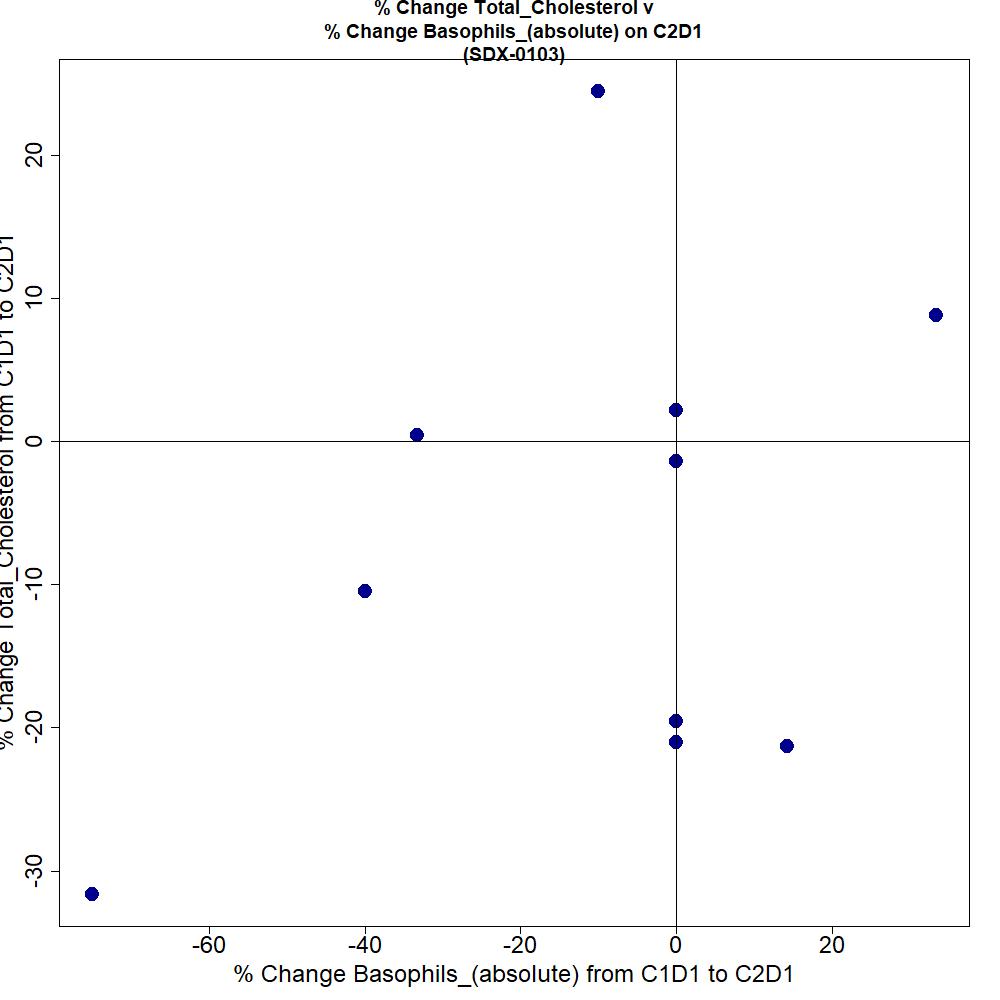 % Change Total_Cholesterol v
% Change Basophils_(absolute) on C2D1
(SDX-0103)
% Change Total_Cholesterol from C1D1 to C2D1
20
10
0
-10
-20
-30
-60
-40
-20
0
20
% Change Basophils_(absolute) from C1D1 to C2D1